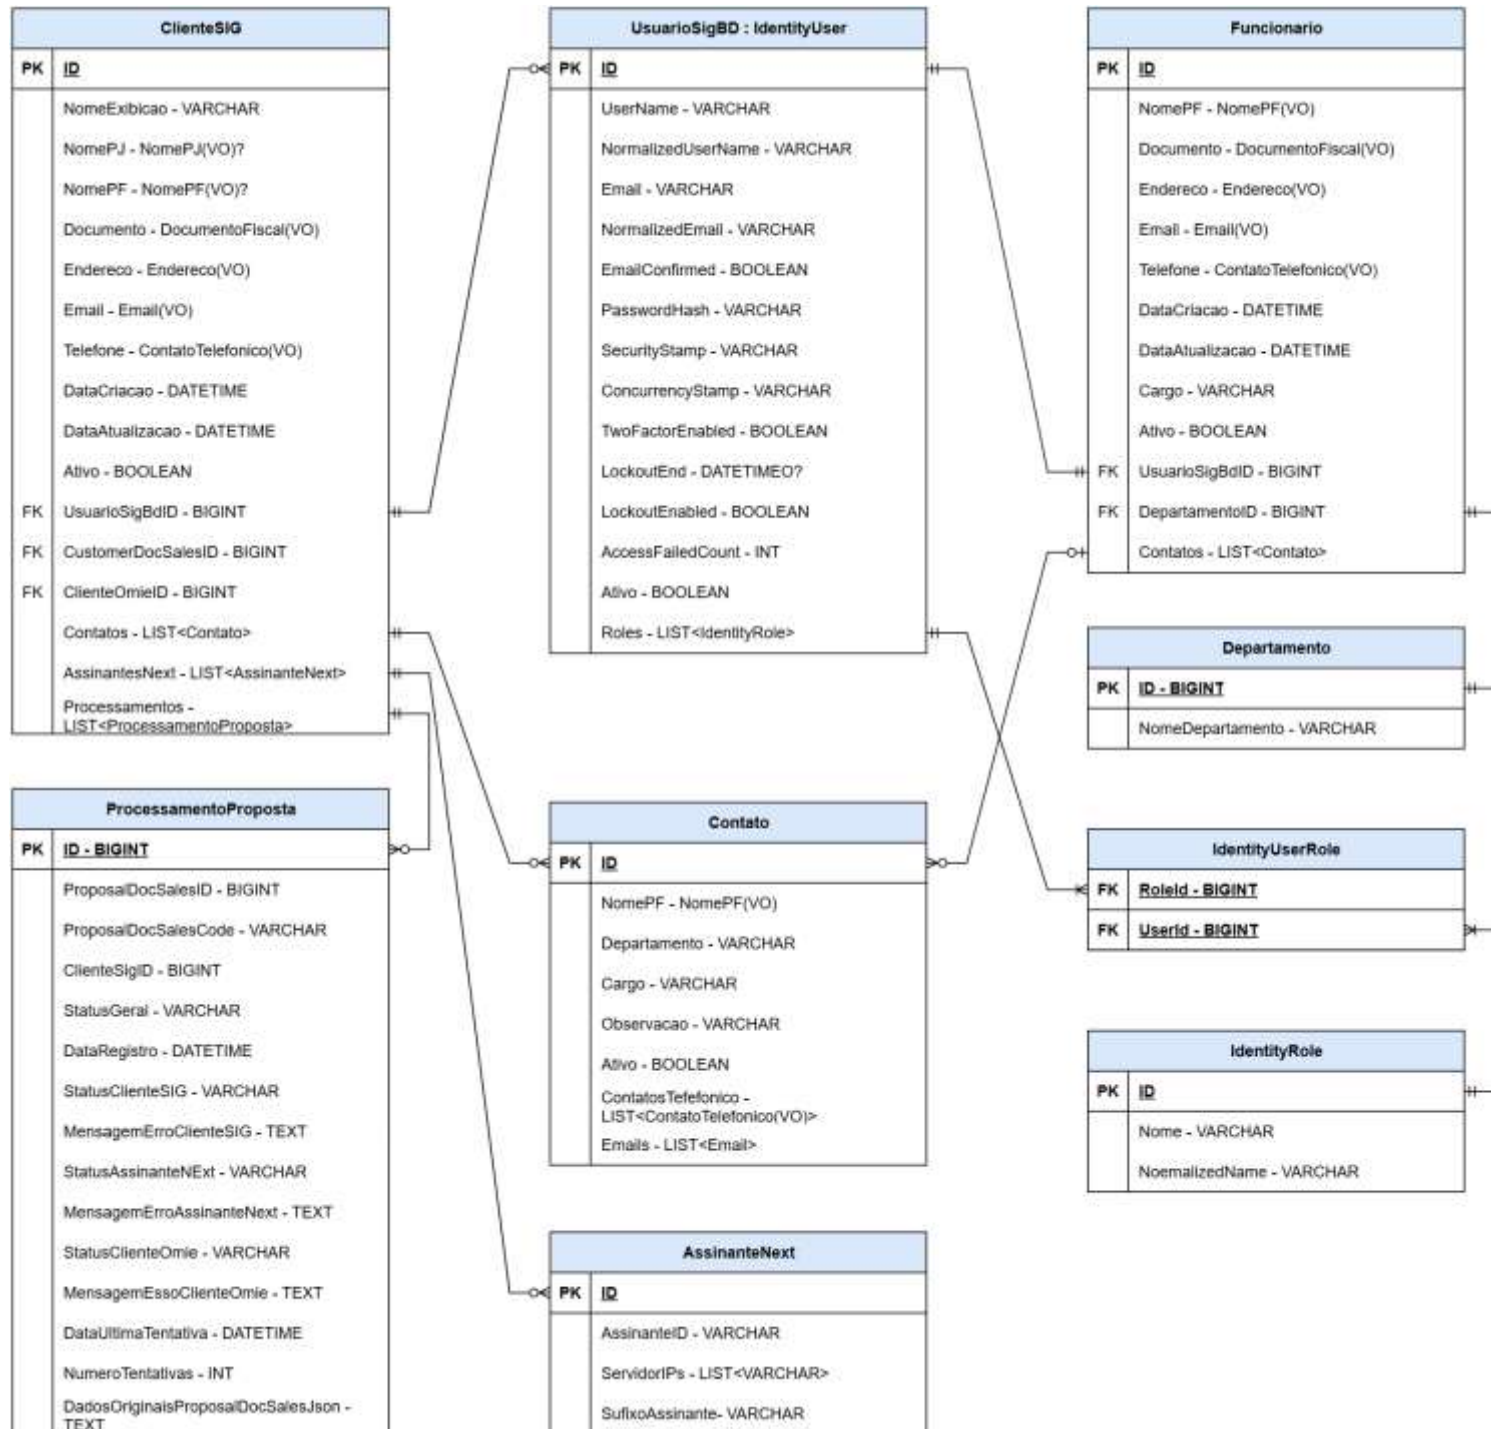 ClienteSIG
PK ID
NomeExibicao - VARCHAR
NomePJ - NomePJ(VO)?
NomePF - NomePF(VO)?
Documento - DocumentoFiscal(VO)
Endereco - Endereco(VO)
Email - Email(VO)
Telefone - ContatoTelefonico(VO)
DataCriacao - DATETIME
DataAtualizacao - DATETIME
Ativo - BOOLEAN
FK UsuarioSigBdID - BIGINT
FK CustomerDocSalesID - BIGINT
FK ClienteOmieID - BIGINT
Contatos - LIST<Contato>
AssinantesNext - LIST<AssinanteNext>
Processamentos -
LIST<ProcessamentoProposta>
ProcessamentoProposta
PK ID - BIGINT
ProposalDocSalesID - BIGINT
ProposalDocSalesCode - VARCHAR
ClienteSigID - BIGINT
StatusGeral - VARCHAR
DataRegistro - DATETIME
StatusClienteSIG - VARCHAR
MensagemErroClienteSIG - TEXT
StatusAssinanteNExt - VARCHAR
MensagemErroAssinanteNext - TEXT
StatusClienteOmie - VARCHAR
MensagemEssoClienteOmie - TEXT
DataUltimaTentativa - DATETIME
NumeroTentativas - INT
DadosOriginaisProposalDocSalesJson -
TEXT
UsuarioSigBD : IdentityUser
PK ID
UserName - VARCHAR
NormalizedUserName - VARCHAR
Email - VARCHAR
NormalizedEmail - VARCHAR
EmailConfirmed - BOOLEAN
PasswordHash - VARCHAR
SecurityStamp - VARCHAR
ConcurrencyStamp - VARCHAR
TwoFactorEnabled - BOOLEAN
LockoutEnd - DATETIMEO?
LockoutEnabled - BOOLEAN
AccessFailedCount - INT
Ativo - BOOLEAN
Roles - LIST<IdentityRole>
Contato
PK ID
NomePF - NomePF(VO)
Departamento - VARCHAR
Cargo - VARCHAR
Observacao - VARCHAR
Ativo - BOOLEAN
ContatosTefefonico -
LIST<ContatoTelefonico(VO)>
Emails - LIST<Email>
AssinanteNext
PK ID
AssinanteID - VARCHAR
ServidorIPs - LIST<VARCHAR>
SufixoAssinante- VARCHAR
Funcionario
PK ID
NomePF - NomePF(VO)
Documento - DocumentoFiscal(VO)
Endereco - Endereco(VO)
Email - Email(VO)
Telefone - ContatoTelefonico(VO)
DataCriacao - DATETIME
DataAtualizacao - DATETIME
Cargo - VARCHAR
Ativo - BOOLEAN
FK UsuarioSigBdID - BIGINT
FK DepartamentoID - BIGINT
Contatos - LIST<Contato>
Departamento
PK ID - BIGINT
NomeDepartamento - VARCHAR
IdentityUserRole
FK RoleId - BIGINT
FK UserId - BIGINT
IdentityRole
PK ID
Nome - VARCHAR
NoemalizedName - VARCHAR